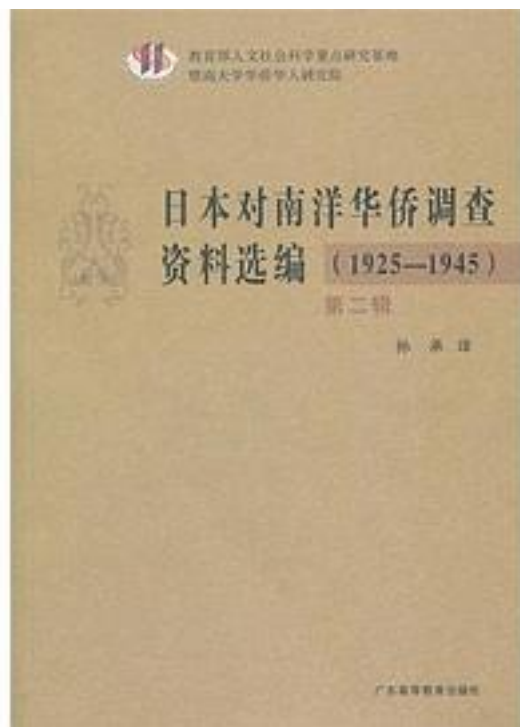 教育部人文社会科学重点研究基地
暨南大学华侨华人研究院
日本对南洋华侨调查
资料选编（1925—1945）
第二辑
孙 承 译
广东高等教育出版社